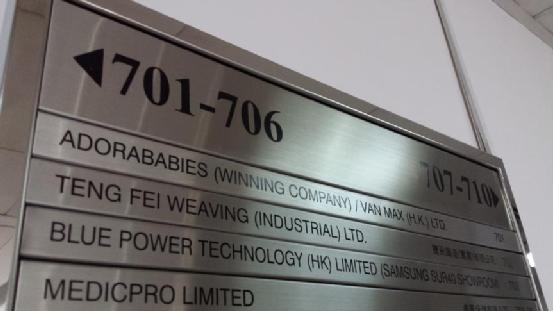 ◀701-706
707-710▶
ADORABABIES (WINNING COMPANY) / VAN MAX (H.K.) LTD.
TENG FEI WEAVING (INDUSTRIAL) LTD.
BLUE POWER TECHNOLOGY (HK) LIMITED (SAMSUNG SUR40 SHOWROOM)
MEDICPRO LIMITED